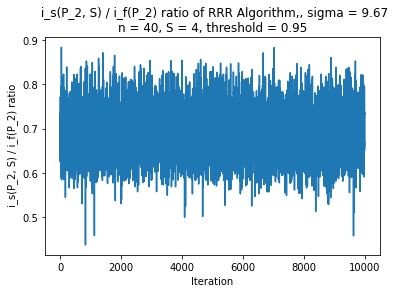 i_s(P_2, S) / i_f(P_2) ratio of RRR Algorithm,, sigma = 9.67
n = 40, S = 4, threshold = 0.95
0.9
0.8
0.7
0.6
0.5
i_s(P_2, S) / i_f(P_2) ratio
0 2000 4000 6000 8000 10000
Iteration